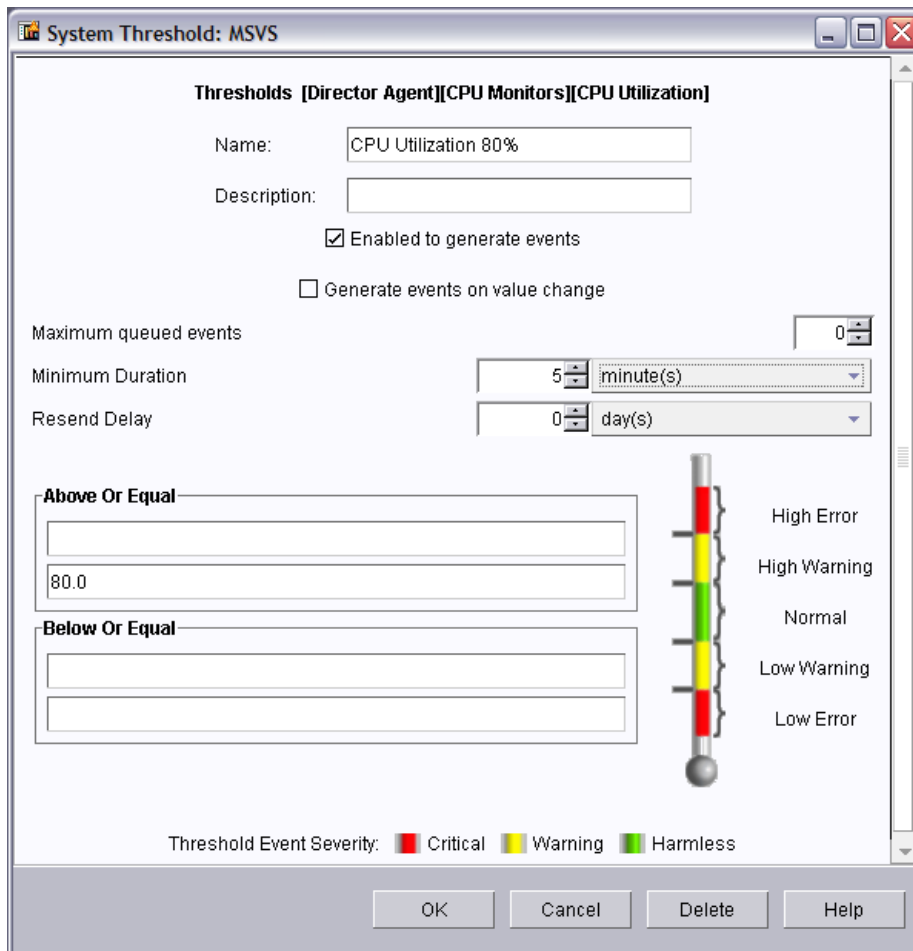 System Threshold: MSVS
Thresholds [Director Agent][CPU Monitors][CPU Utilization]
Name: CPU Utilization 80%
Description:
Enabled to generate events
Generate events on value change
Maximum queued events 0
Minimum Duration 5 minute(s)
Resend Delay 0 day(s)
Above Or Equal
High Error
High Warning
80.0
Normal
Below Or Equal
Low Warning
Low Error
Threshold Event Severity: Critical Warning Harmless
OK Cancel Delete Help